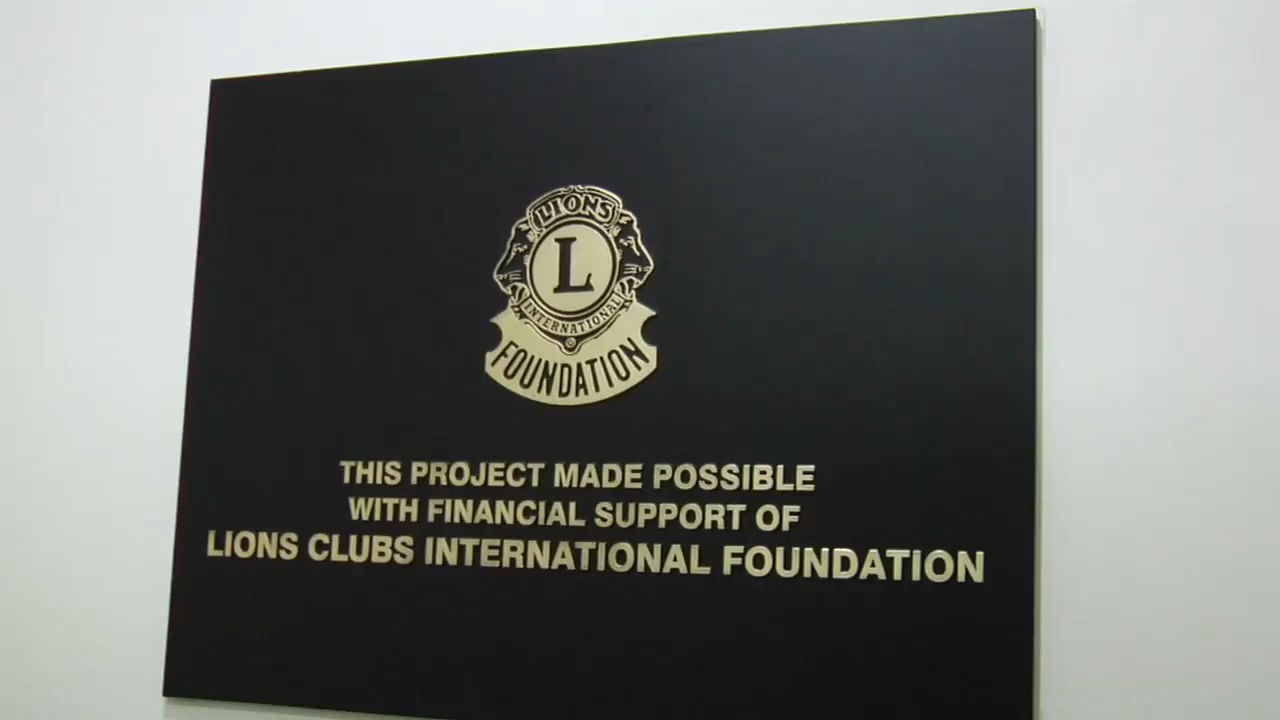 LIONS
L
INTERNATIONAL
®
FOUNDATION
THIS PROJECT MADE POSSIBLE
WITH FINANCIAL SUPPORT OF
LIONS CLUBS INTERNATIONAL FOUNDATION